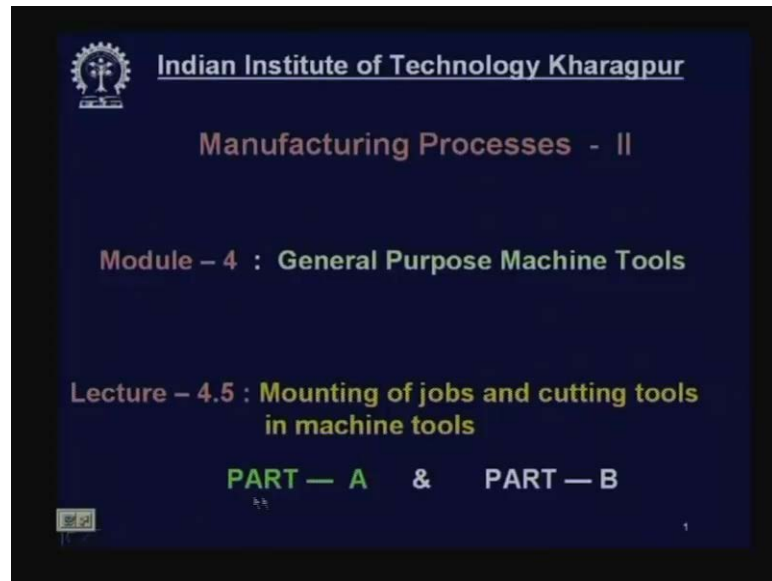 Indian Institute of Technology Kharagpur
Manufacturing Processes - II
Module – 4 : General Purpose Machine Tools
Lecture – 4.5 : Mounting of jobs and cutting tools
in machine tools
PART — A & PART — B
1